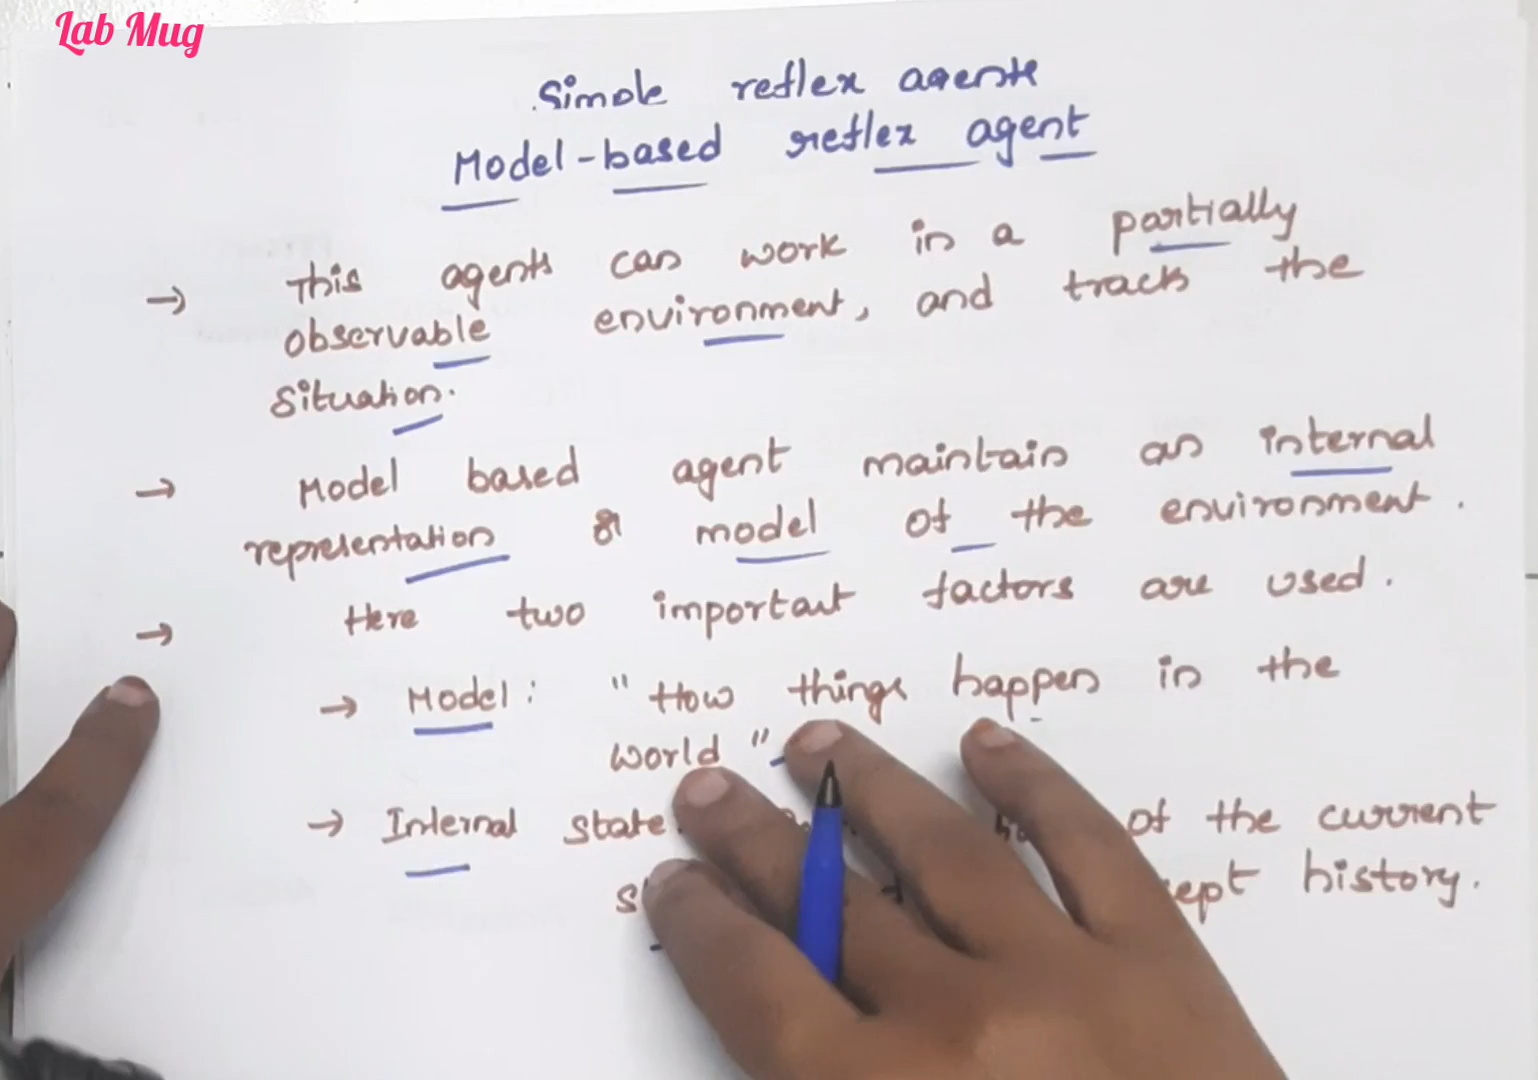 Lab Mug
Simple reflex agents
Model-based reflex agent
→ This agents can work in a partially
observable environment, and track the
situation.
→ Model based agent maintain an internal
representation or model of the environment.
→ Here two important factors are used.
→ Model: "How things happen in the
world"
→ Internal state of the current
history.